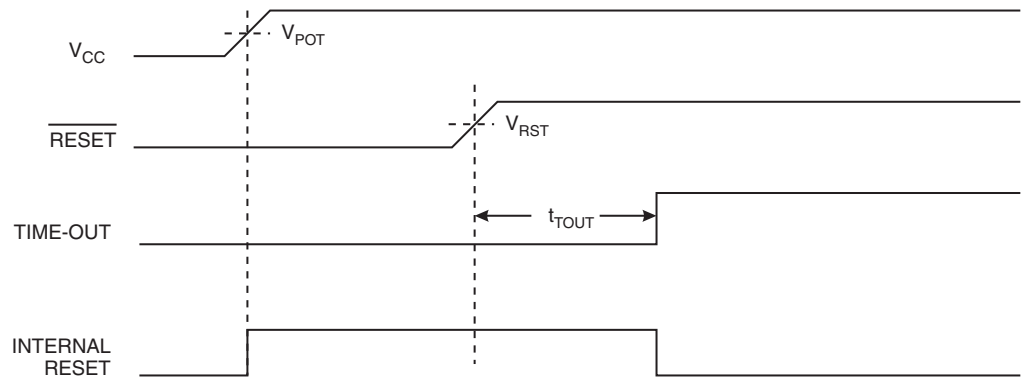 VCC
VPOT
RESET
VRST
TIME-OUT
tTOUT
INTERNAL
RESET